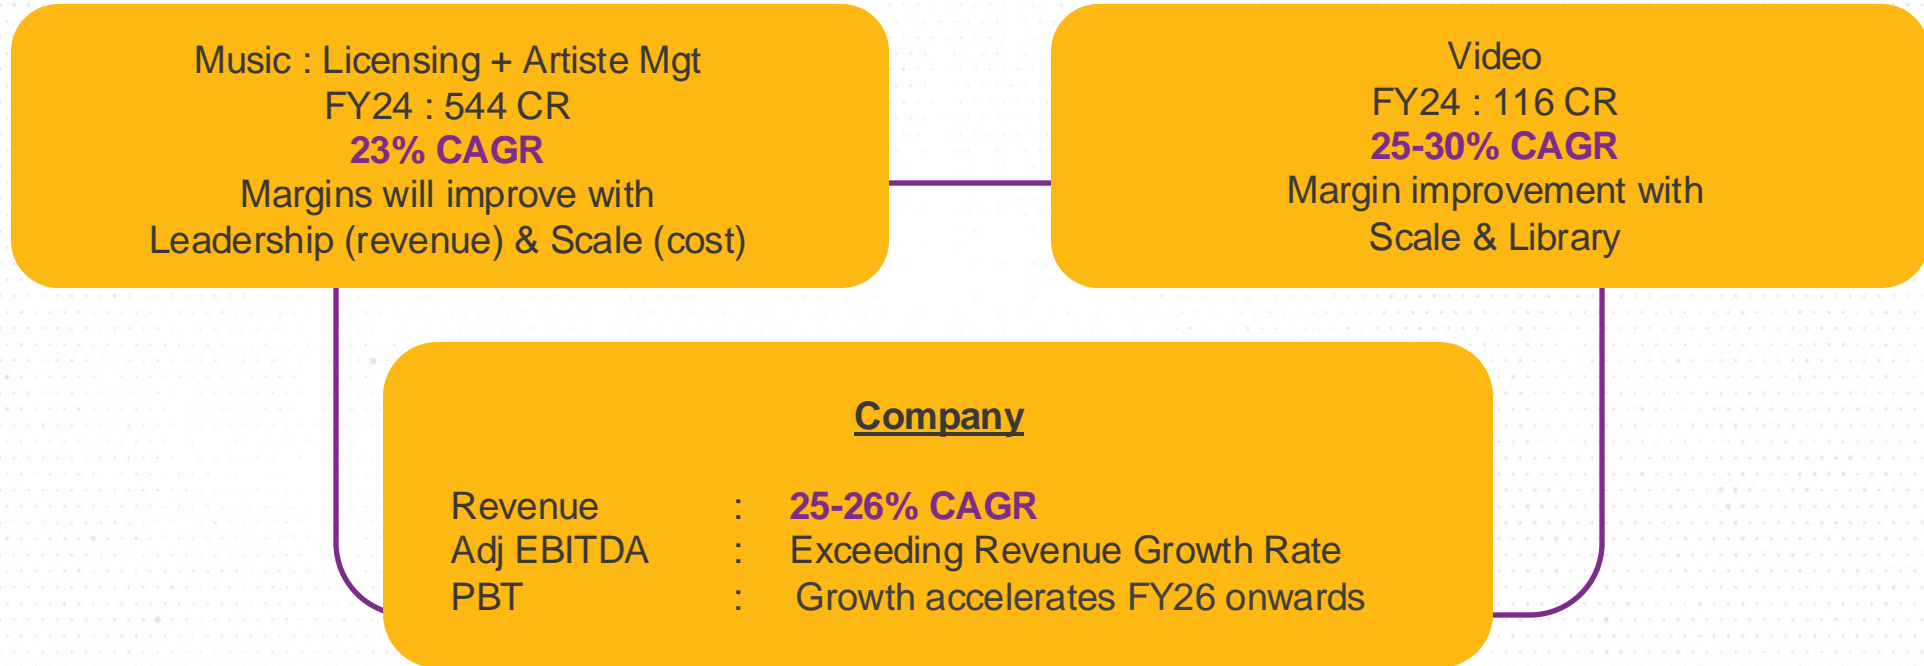 Music : Licensing + Artiste Mgt
FY24 : 544 CR
23% CAGR
Margins will improve with
Leadership (revenue) & Scale (cost)
Video
FY24 : 116 CR
25-30% CAGR
Margin improvement with
Scale & Library
Company
Revenue : 25-26% CAGR
Adj EBITDA : Exceeding Revenue Growth Rate
PBT : Growth accelerates FY26 onwards